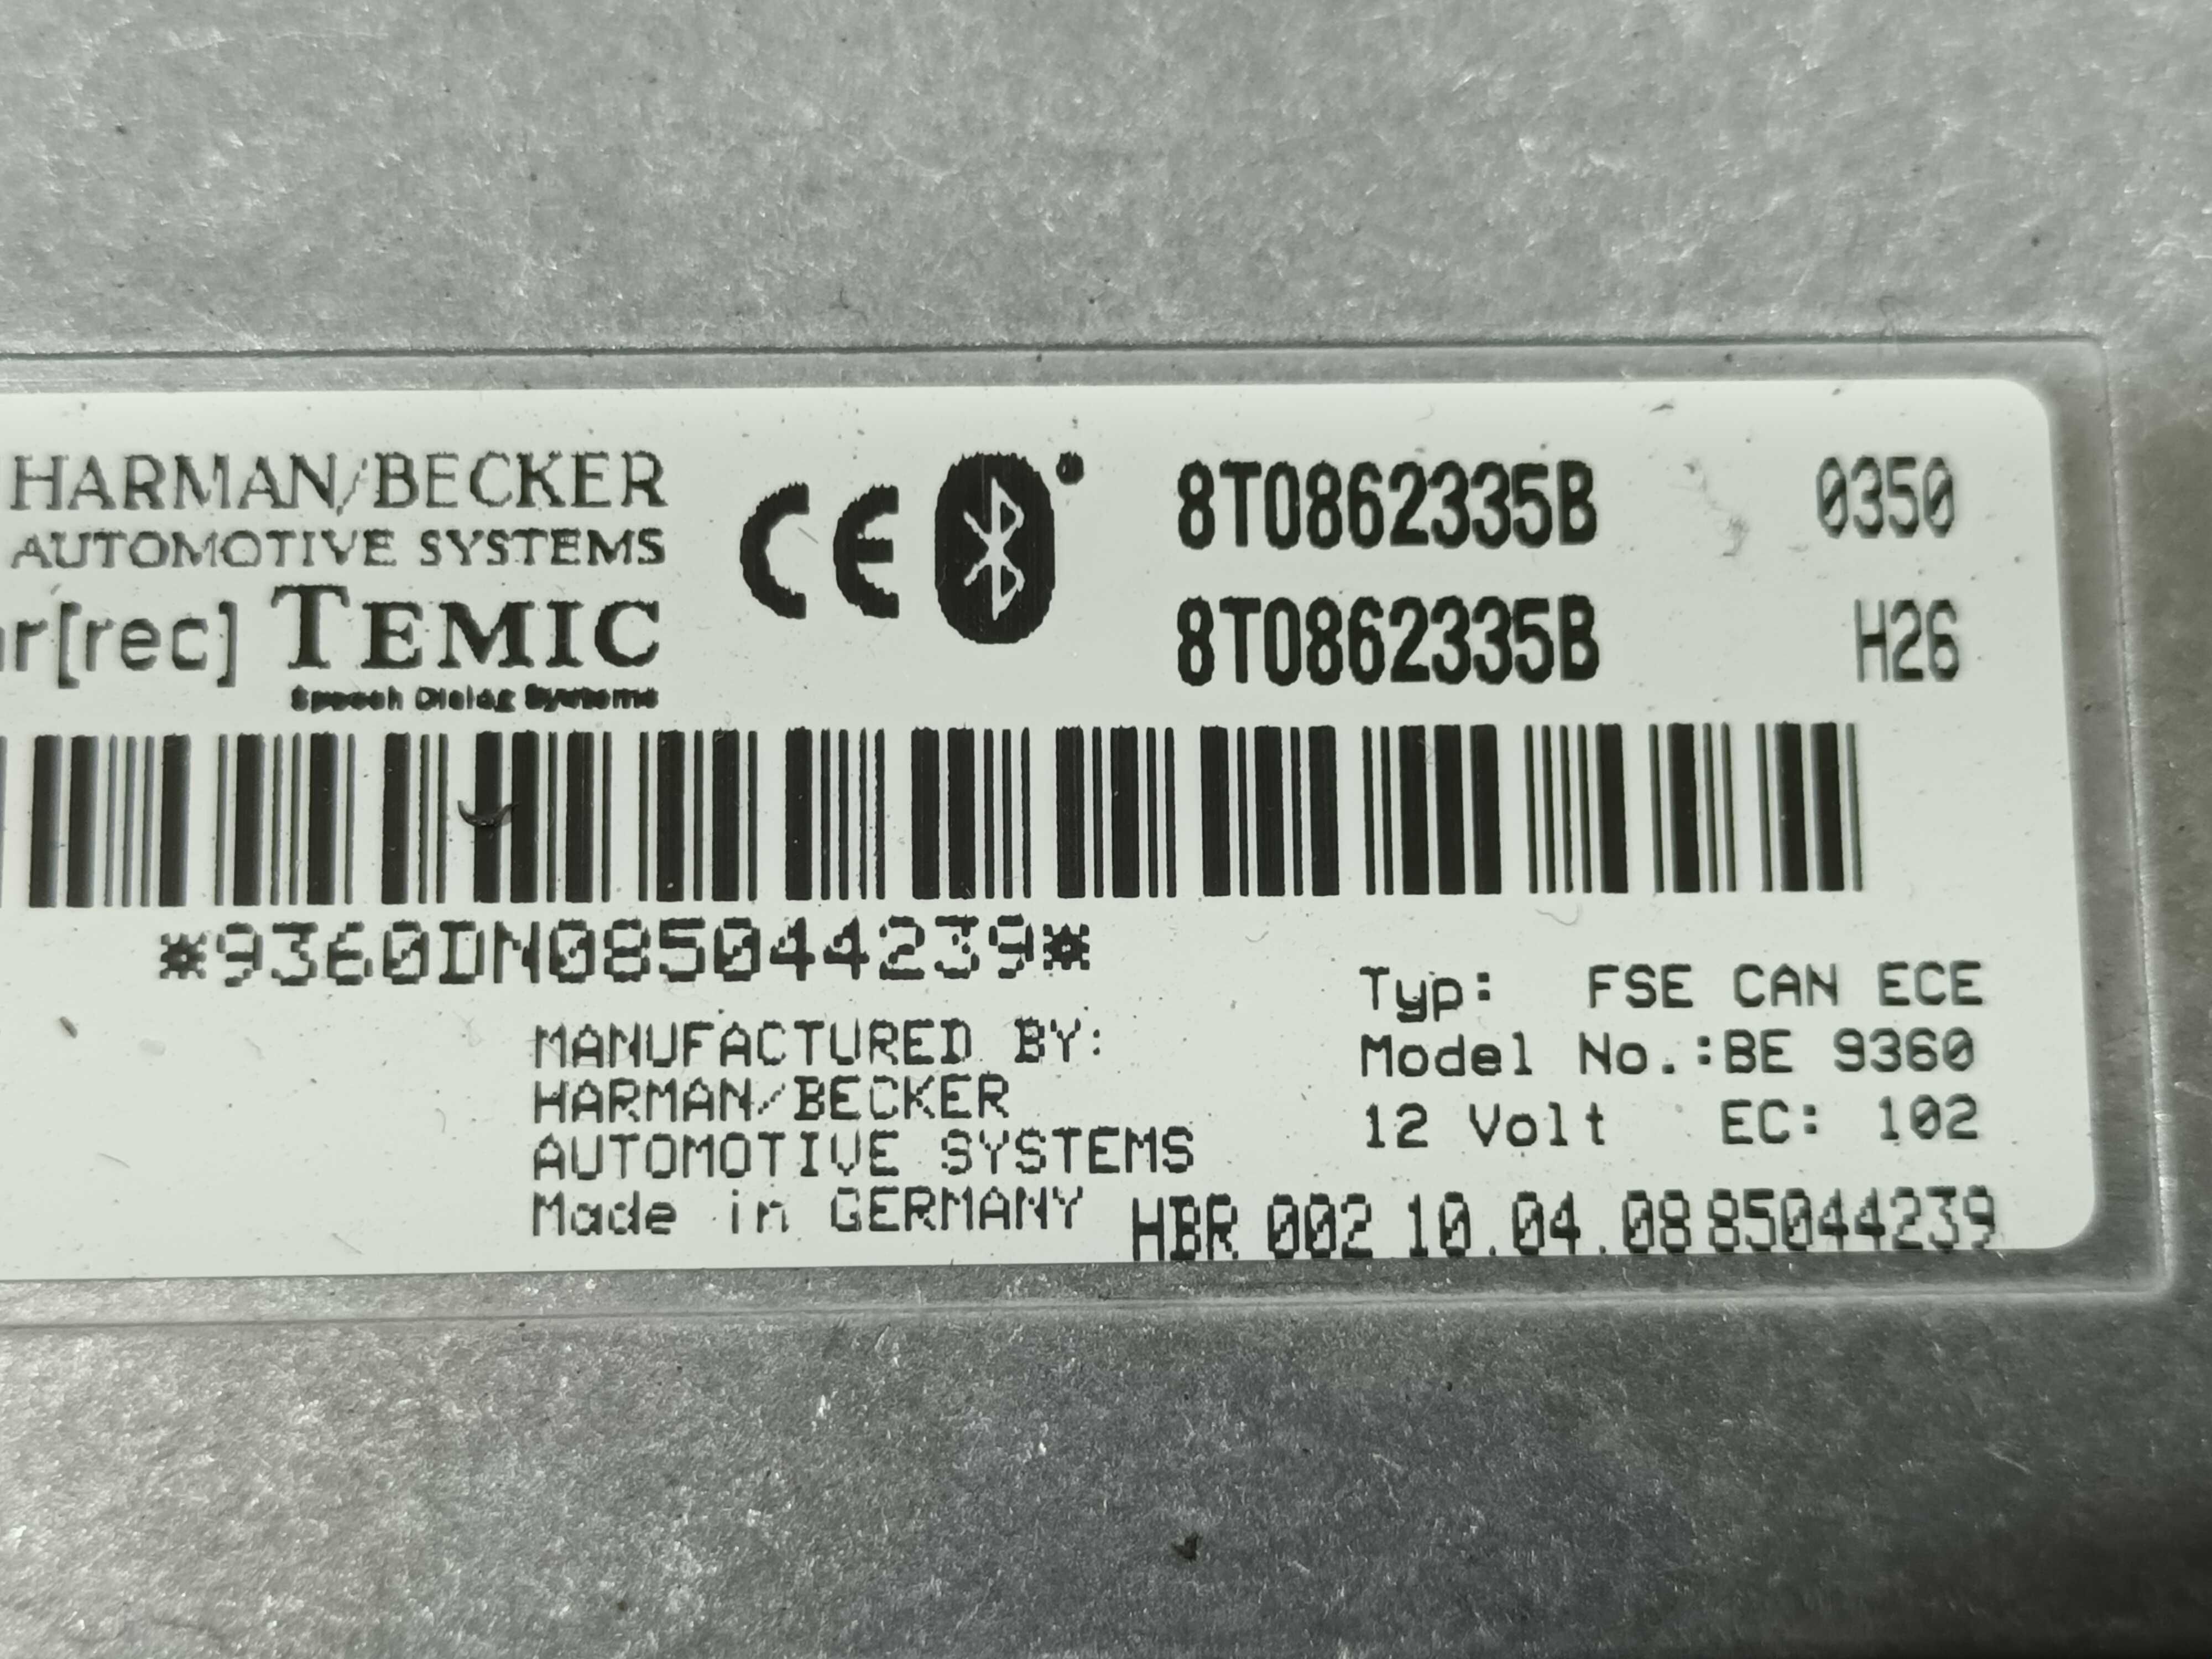 HARMAN/BECKER
AUTOMOTIVE SYSTEMS
r[rec] TEMIC
Speech Dialog Systems
CE
8T0862335B 0350
8T0862335B H26
*9360DN085044239*
MANUFACTURED BY:
HARMAN/BECKER
AUTOMOTIVE SYSTEMS
Made in GERMANY
Typ: FSE CAN ECE
Model No.:BE 9360
12 Volt EC: 102
HBR 002 10.04.08 85044239